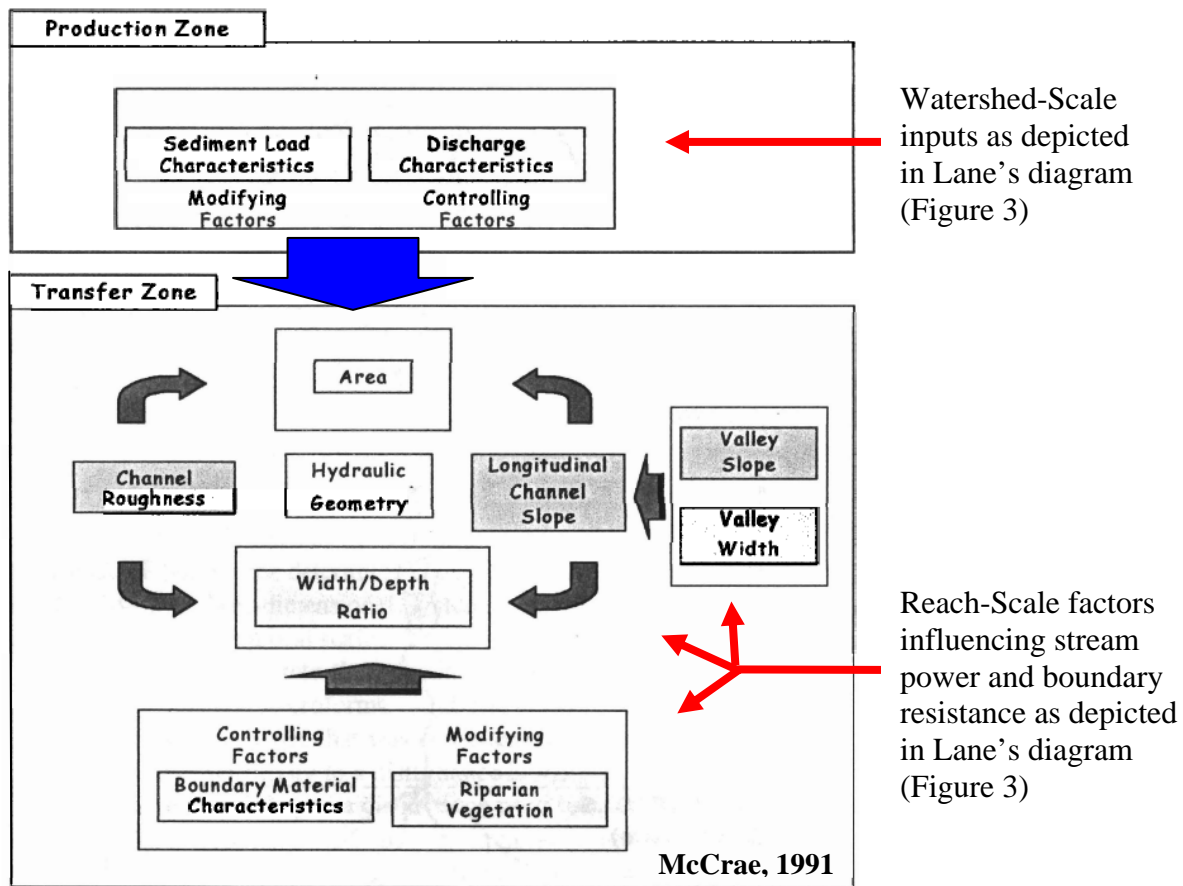 Production Zone
Sediment Load
Characteristics
Modifying
Factors
Discharge
Characteristics
Controlling
Factors
Watershed-Scale
inputs as depicted
in Lane’s diagram
(Figure 3)
Transfer Zone
Area
Channel
Roughness
Hydraulic
Geometry
Longitudinal
Channel
Slope
Valley
Slope
Valley
Width
Width/Depth
Ratio
Reach-Scale factors
influencing stream
power and boundary
resistance as depicted
in Lane’s diagram
(Figure 3)
Controlling
Factors
Boundary Material
Characteristics
Modifying
Factors
Riparian
Vegetation
McCrae, 1991